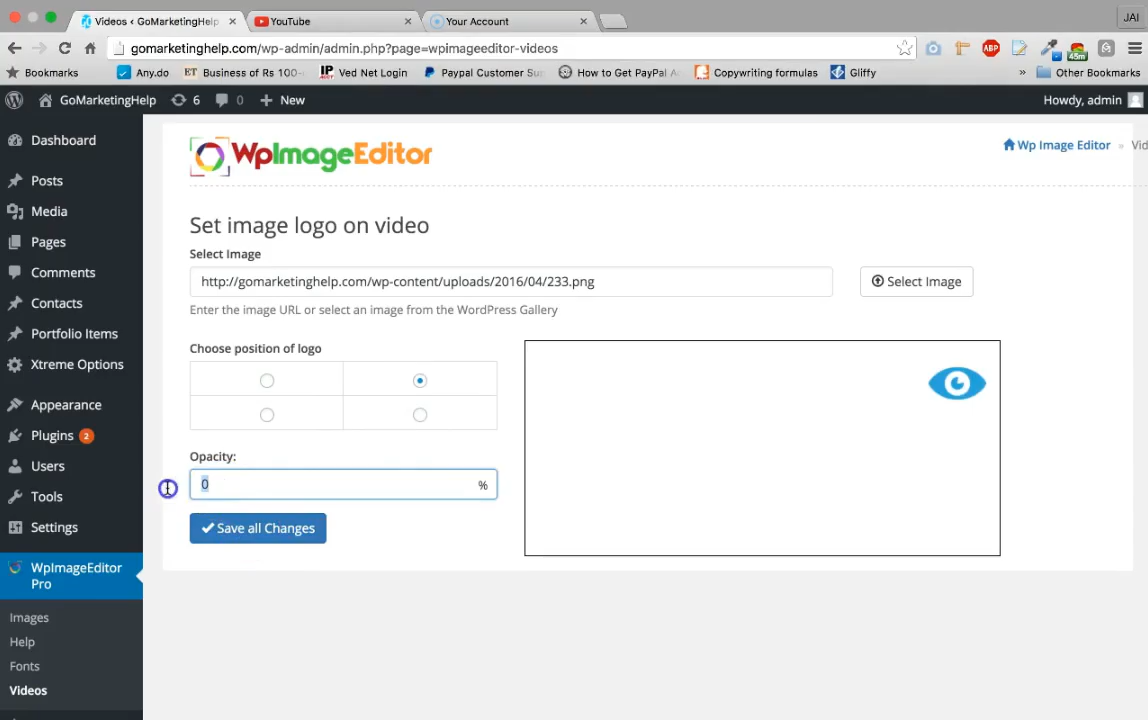 Videos < GoMarketingHelp
YouTube
Your Account
JAI
gomarketinghelp.com/wp-admin/admin.php?page=wpimageeditor-videos
ABP
45m
Bookmarks
Any.do
ET Business of Rs 100-
IP Ved Net Login
Paypal Customer Su
How to Get PayPal A
Copywriting formulas
Gliffy
»
Other Bookmarks
GoMarketingHelp
6
0
New
Howdy, admin
Dashboard
Posts
Media
Pages
Comments
Contacts
Portfolio Items
Xtreme Options
Appearance
Plugins 2
Users
Tools
Settings
WpImageEditor Pro
Images
Help
Fonts
Videos
WpImageEditor
Wp Image Editor » Vid
Set image logo on video
Select Image
http://gomarketinghelp.com/wp-content/uploads/2016/04/233.png
Select Image
Enter the image URL or select an image from the WordPress Gallery
Choose position of logo
Opacity:
0 %
Save all Changes